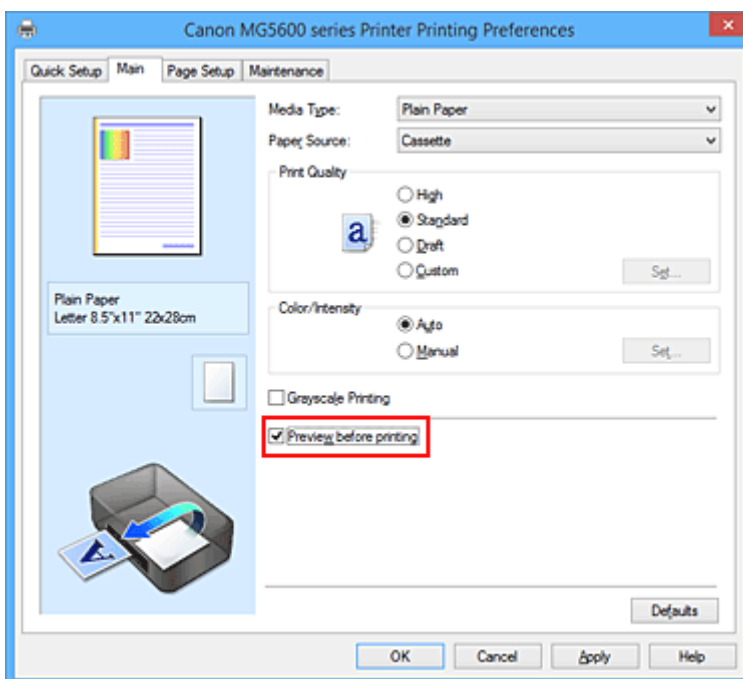 Canon MG5600 series Printer Printing Preferences
Quick Setup Main Page Setup Maintenance
Media Type: Plain Paper
Paper Source: Cassette
Print Quality
High
Standard
Draft
Custom Set...
a
Plain Paper
Letter 8.5"x11" 22x28cm
Color/Intensity
Auto
Manual Set...
Grayscale Printing
Preview before printing
A
Defaults
OK Cancel Apply Help